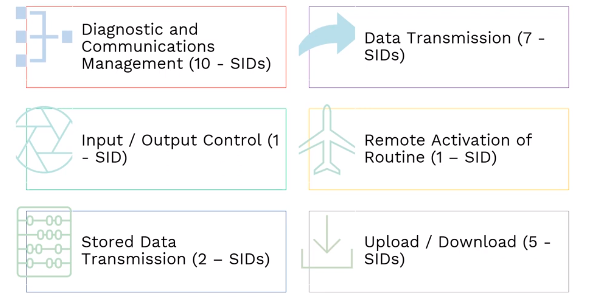 Diagnostic and
Communications
Management (10 - SIDs)
Data Transmission (7 -
SIDs)
Input / Output Control (1
- SID)
Remote Activation of
Routine (1 – SID)
Stored Data
Transmission (2 – SIDs)
Upload / Download (5 -
SIDs)